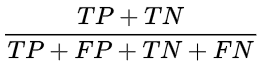 TP + TN
TP + FP + TN + FN